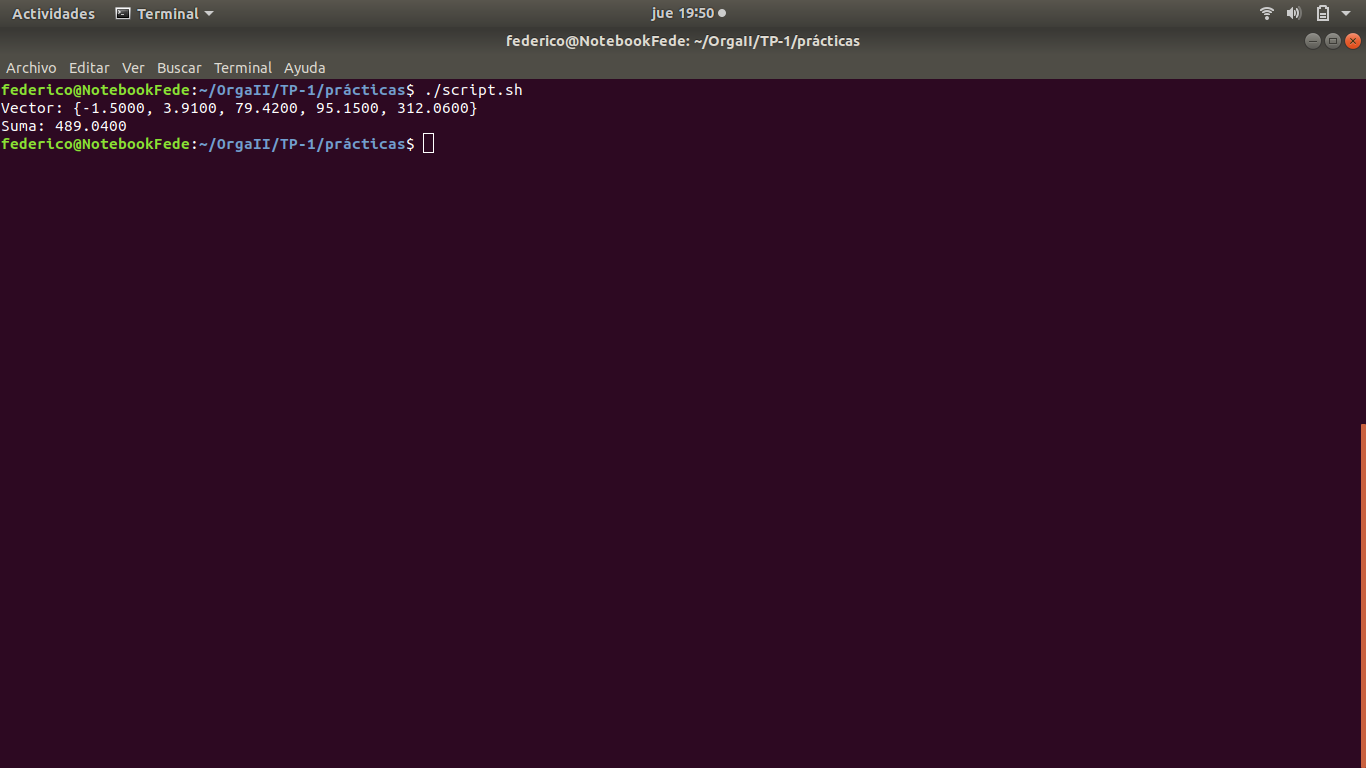 Actividades Terminal jue 19:50
federico@NotebookFede: ~/OrgaII/TP-1/prácticas
Archivo Editar Ver Buscar Terminal Ayuda
federico@NotebookFede:~/OrgaII/TP-1/prácticas$ ./script.sh
Vector: {-1.5000, 3.9100, 79.4200, 95.1500, 312.0600}
Suma: 489.0400
federico@NotebookFede:~/OrgaII/TP-1/prácticas$